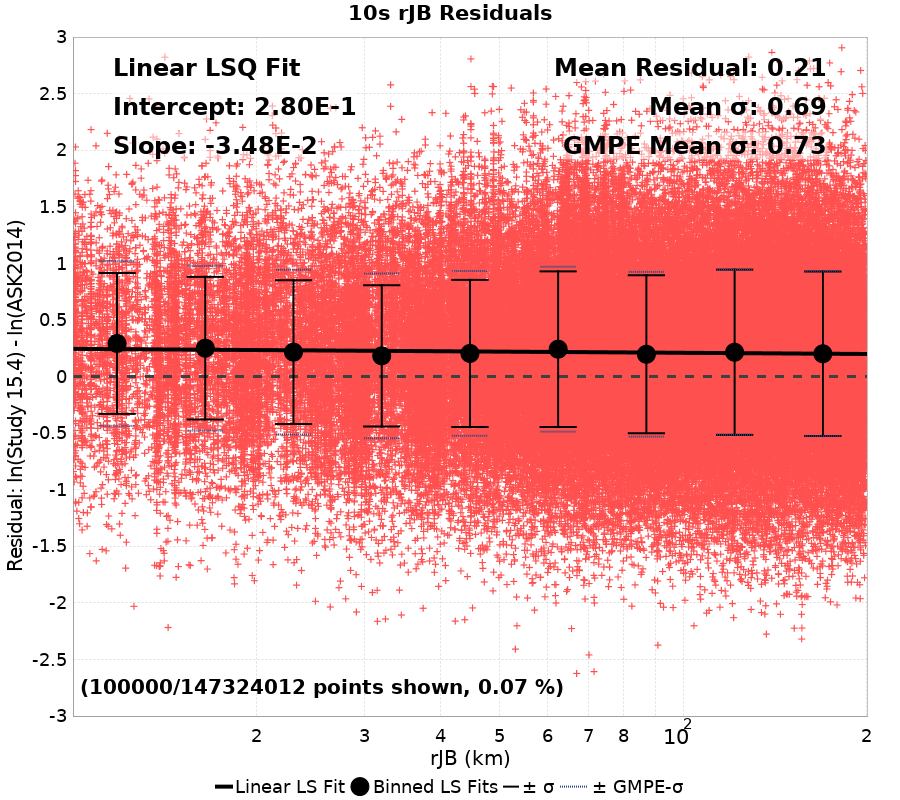 10s rJB Residuals
Linear LSQ Fit
Intercept: 2.80E-1
Slope: -3.48E-2
Mean Residual: 0.21
Mean σ: 0.69
GMPE Mean σ: 0.73
3
2.5
2
1.5
1
0.5
0
-0.5
-1
-1.5
-2
-2.5
-3
Residual: ln(Study 15.4) - ln(ASK2014)
(100000/147324012 points shown, 0.07 %)
2 3 4 5 6 7 8 10² 2
rJB (km)
Linear LS Fit Binned LS Fits ± σ ± GMPE-σ